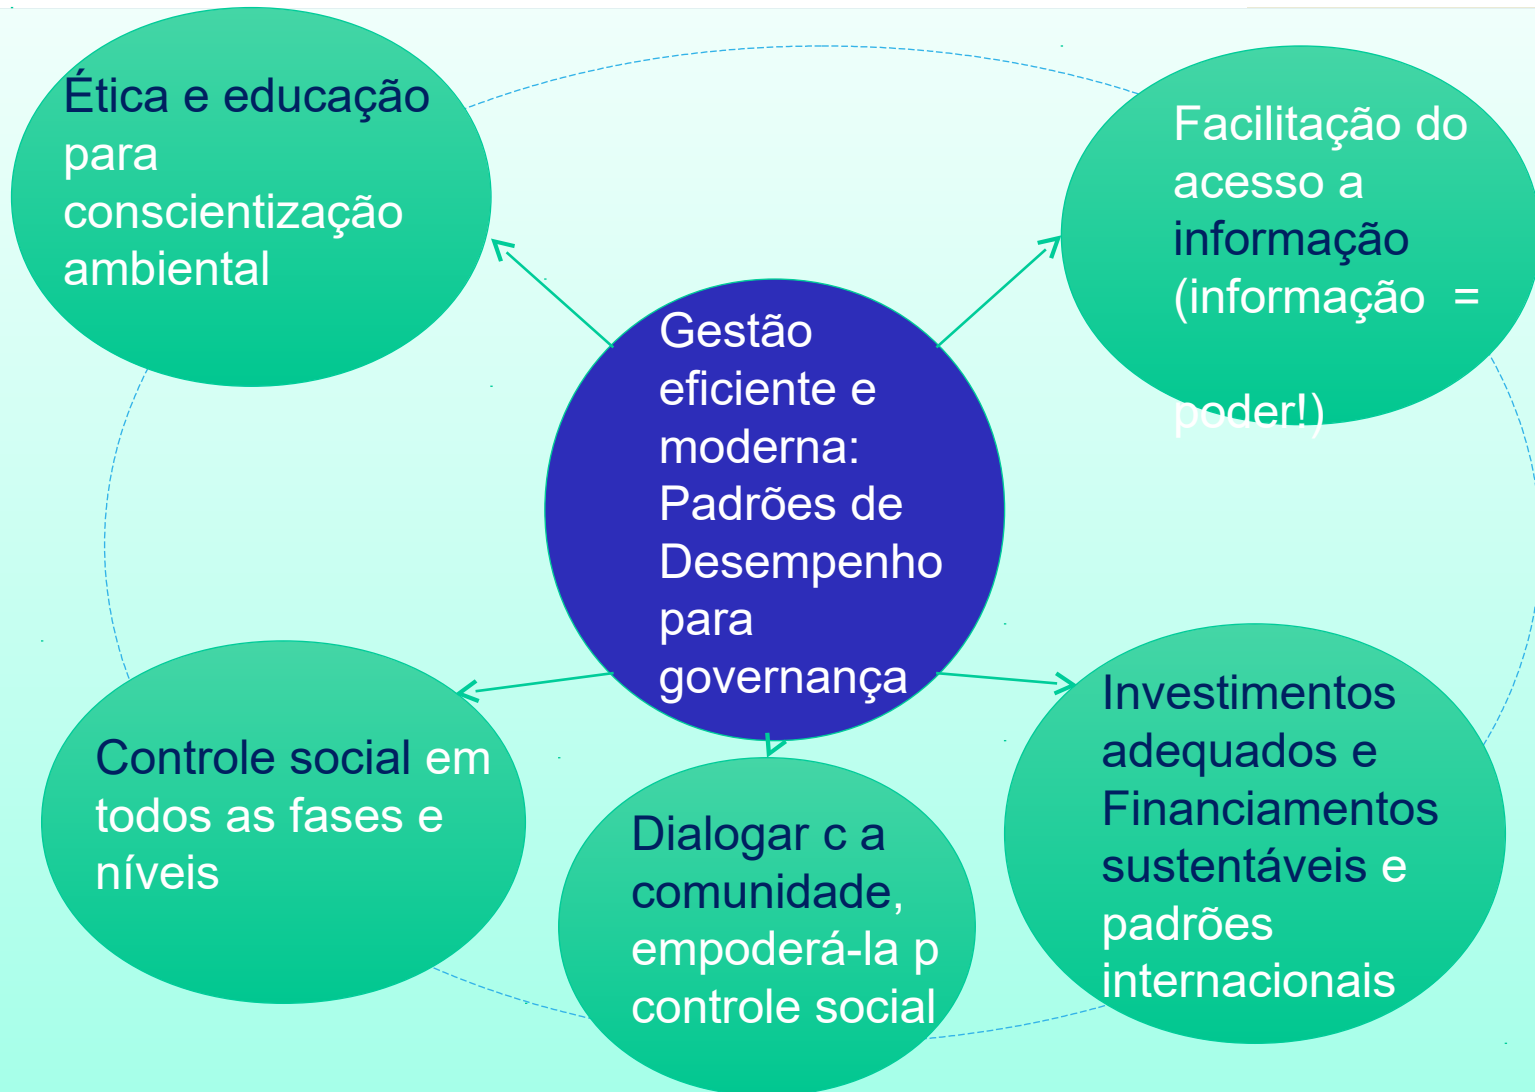 Ética e educação
para
conscientização
ambiental
Facilitação do
acesso a
informação
(informação =
poder!)
Gestão
eficiente e
moderna:
Padrões de
Desempenho
para
governança
Controle social em
todos as fases e
níveis
Dialogar c a
comunidade,
empoderá-la p
controle social
Investimentos
adequados e
Financiamentos
sustentáveis e
padrões
internacionais